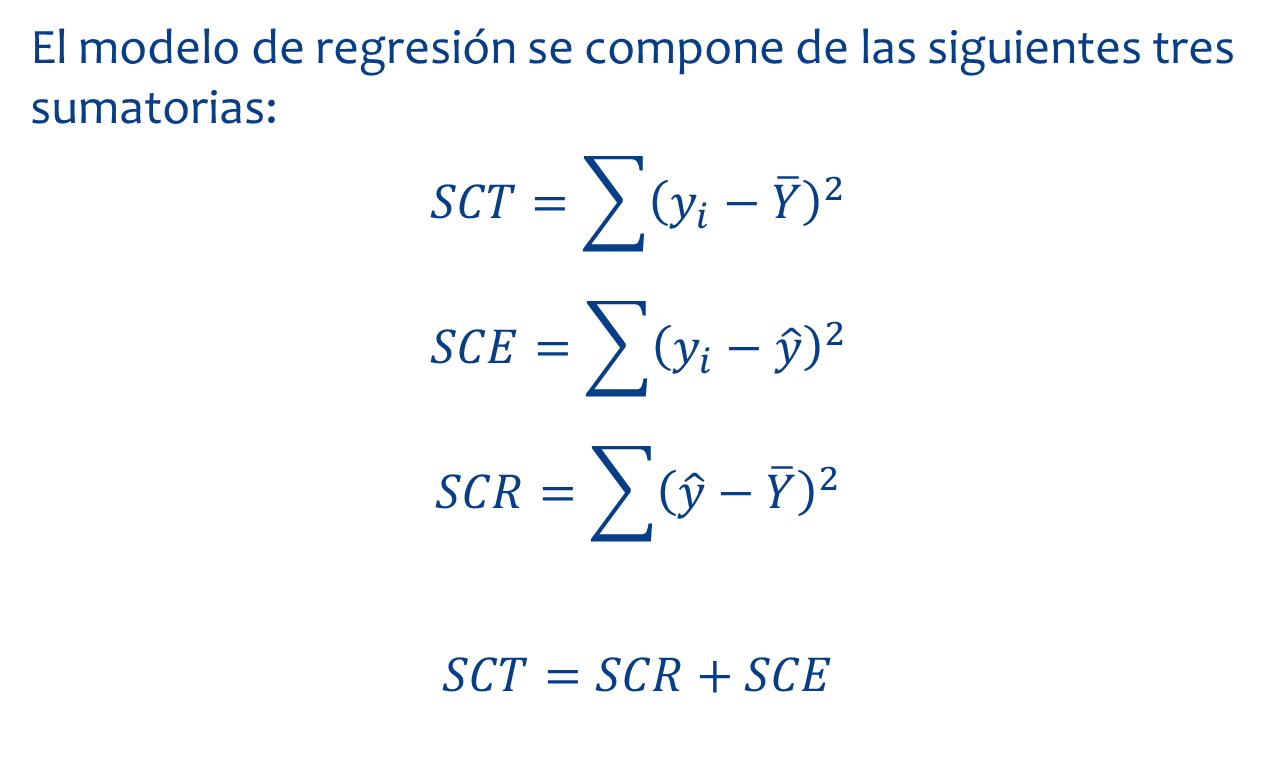 El modelo de regresión se compone de las siguientes tres
sumatorias:
𝑆𝐶𝑇 = ∑(𝑦ᵢ − Ȳ)²
𝑆𝐶𝐸 = ∑(𝑦ᵢ − ŷ)²
𝑆𝐶𝑅 = ∑(ŷ − Ȳ)²
𝑆𝐶𝑇 = 𝑆𝐶𝑅 + 𝑆𝐶𝐸